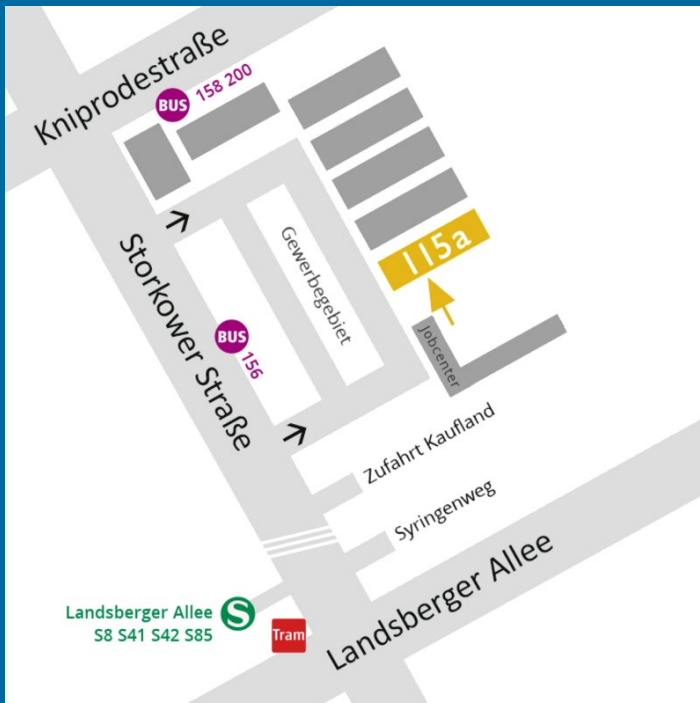 Kniprodestraße
BUS 158 200
115a
Gewerbegebiet
Storkower Straße
BUS 156
Jobcenter
Zufahrt Kaufland
Syringenweg
Landsberger Allee
Landsberger Allee S
S8 S41 S42 S85
Tram